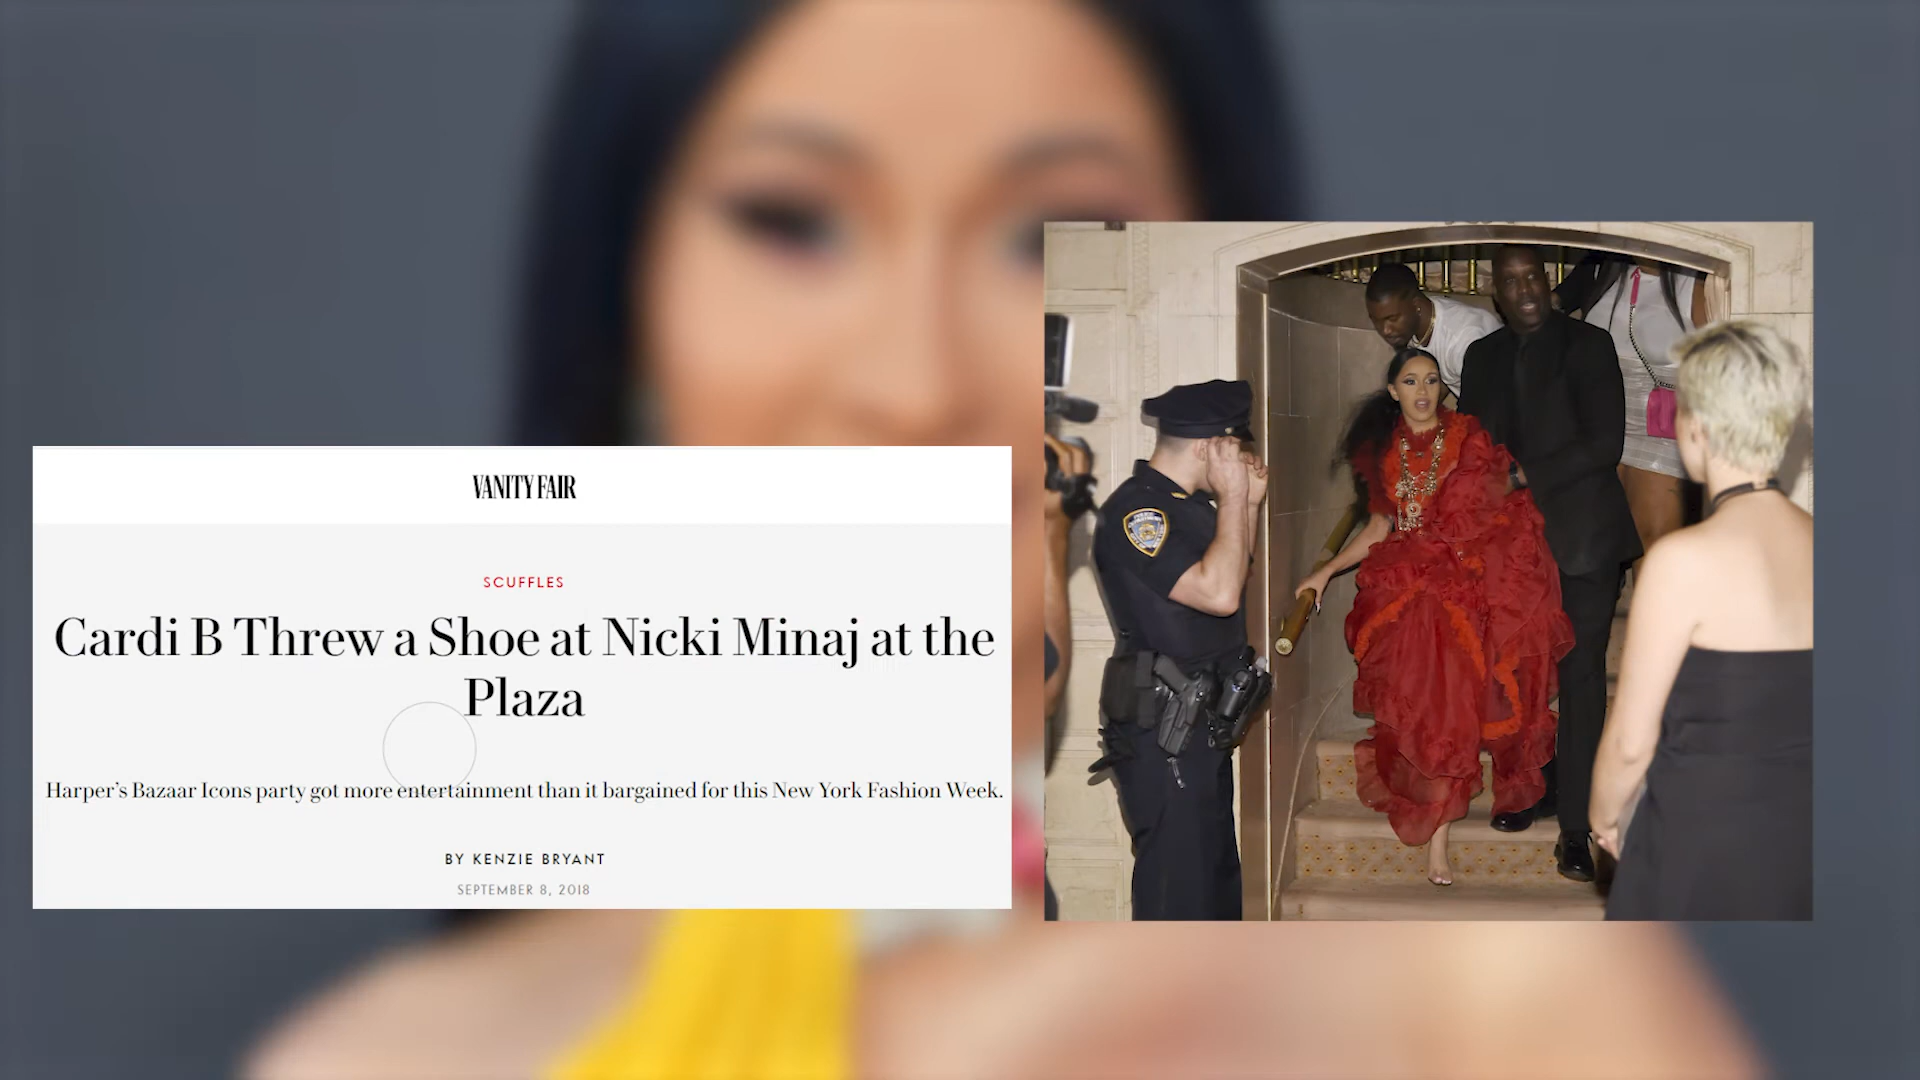 VANITY FAIR
SCUFFLES
Cardi B Threw a Shoe at Nicki Minaj at the
Plaza
Harper's Bazaar Icons party got more entertainment than it bargained for this New York Fashion Week.
BY KENZIE BRYANT
SEPTEMBER 8, 2018